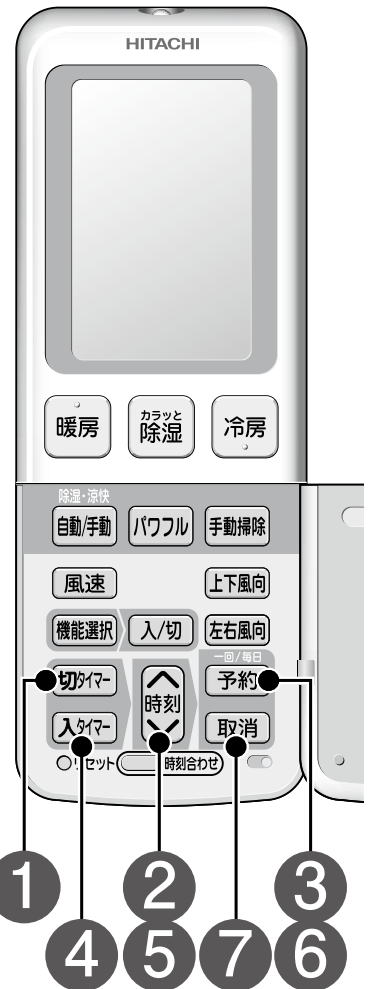 HITACHI
暖房
カラッと
除湿
冷房
除湿・涼快
自動/手動
パワフル
手動掃除
風速
上下風向
機能選択
入/切
左右風向
一回/毎日
切タイマー
時刻
予約
入タイマー
取消
リセット
時刻合わせ
1
2
3
4
5
7
6